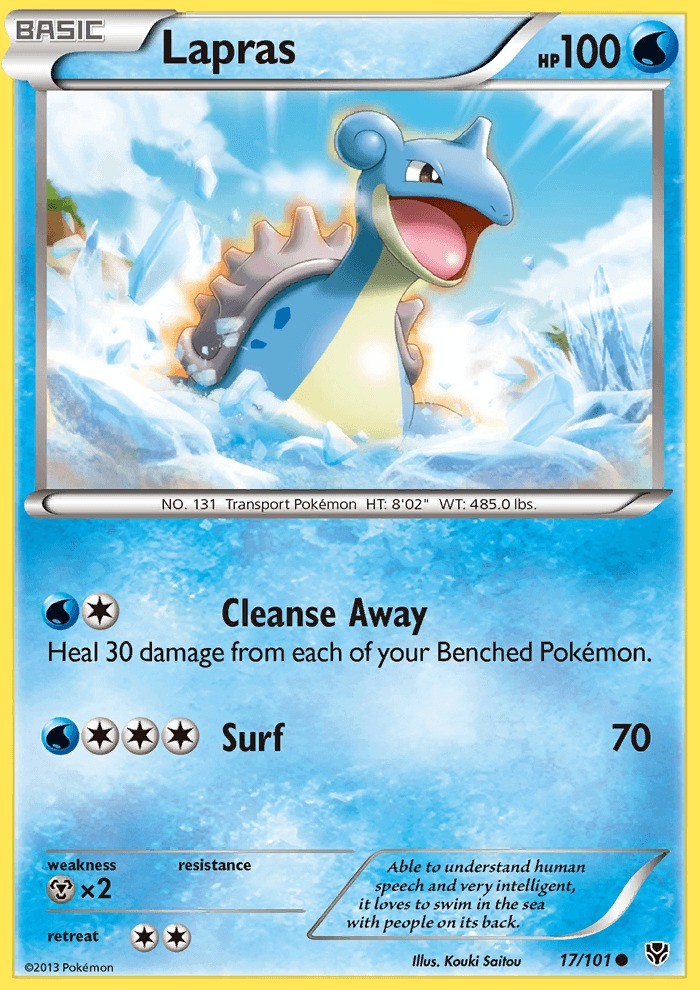 BASIC
Lapras
HP100
NO. 131 Transport Pokémon HT: 8'02" WT: 485.0 lbs.
Cleanse Away
Heal 30 damage from each of your Benched Pokémon.
Surf 70
weakness resistance
×2
retreat
Able to understand human
speech and very intelligent,
it loves to swim in the sea
with people on its back.
Illus. Kouki Saitou 17/101
©2013 Pokémon